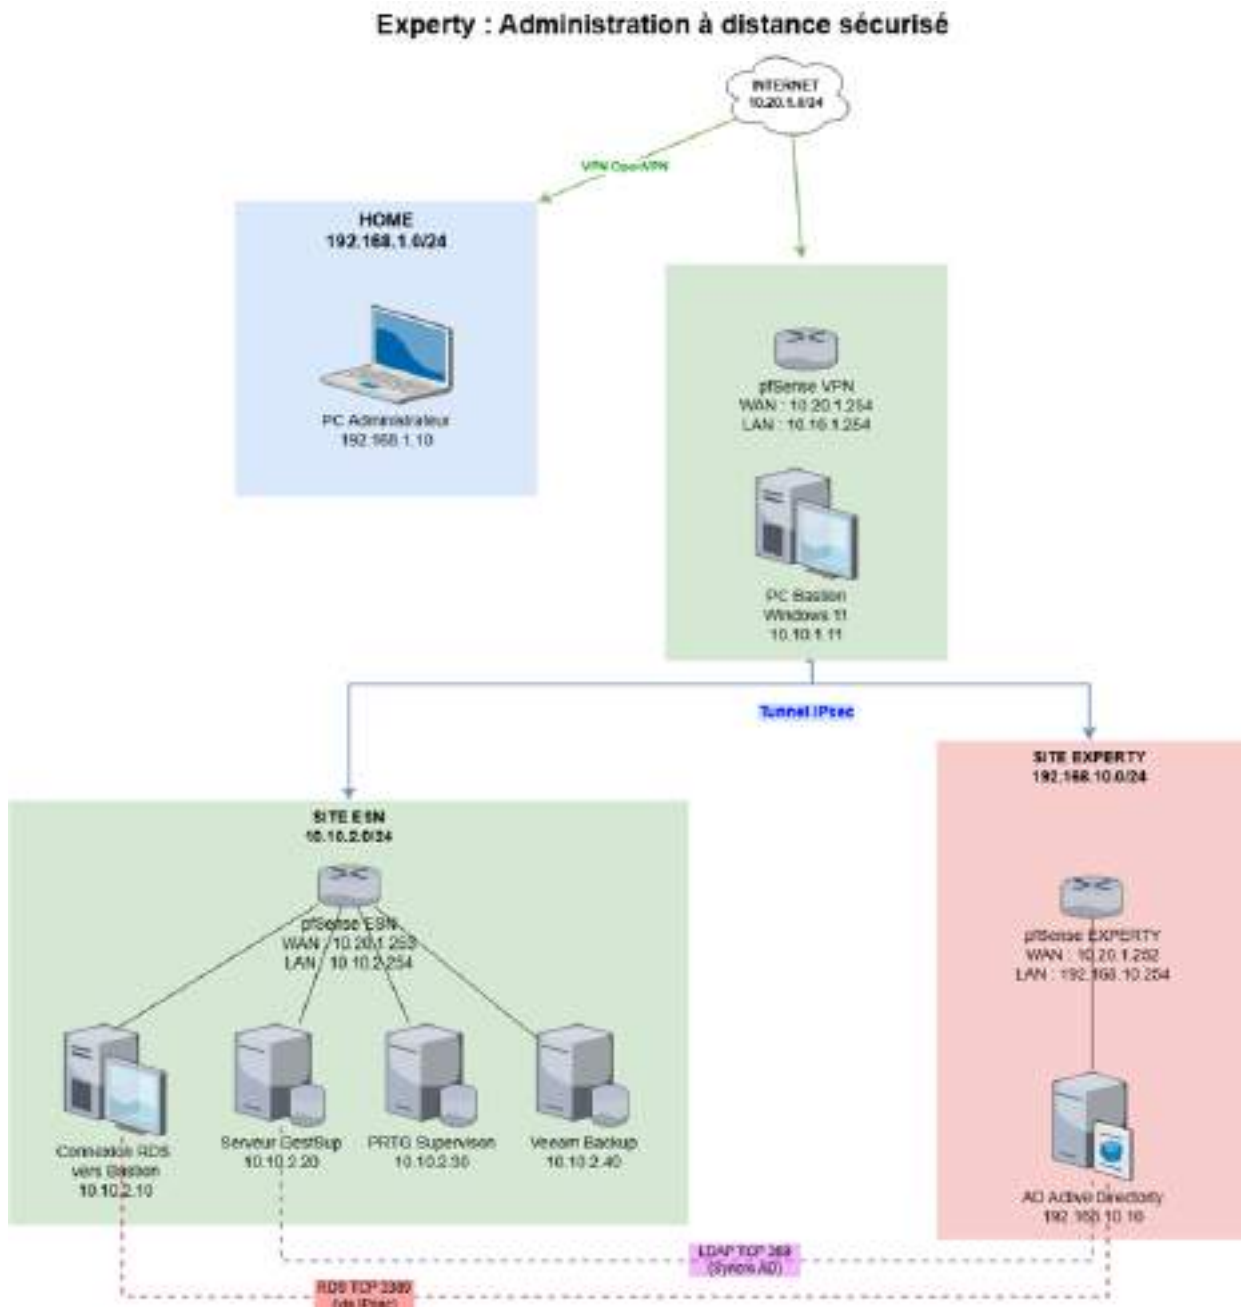 Experty : Administration à distance sécurisé
INTERNET
10.20.1.0/24
VPN OpenVPN
HOME
192.168.1.0/24
PC Administrateur
192.168.1.10
pfSense VPN
WAN : 10.20.1.254
LAN : 10.10.1.254
PC Bastion
Windows 11
10.10.1.11
Tunnel IPsec
SITE EXPERTY
192.168.10.0/24
SITE ESN
10.10.2.0/24
pfSense ESN
WAN : 10.20.1.253
LAN : 10.10.2.254
pfSense EXPERTY
WAN : 10.20.1.252
LAN : 192.168.10.254
Connexion RDS
vers Bastion
10.10.2.10
Serveur GestSup
10.10.2.20
PRTG Supervison
10.10.2.30
Veeam Backup
10.10.2.40
AD Active Directory
192.168.10.10
LDAP TCP 389
(Synchro AD)
RDS TCP 3389
(via IPsec)